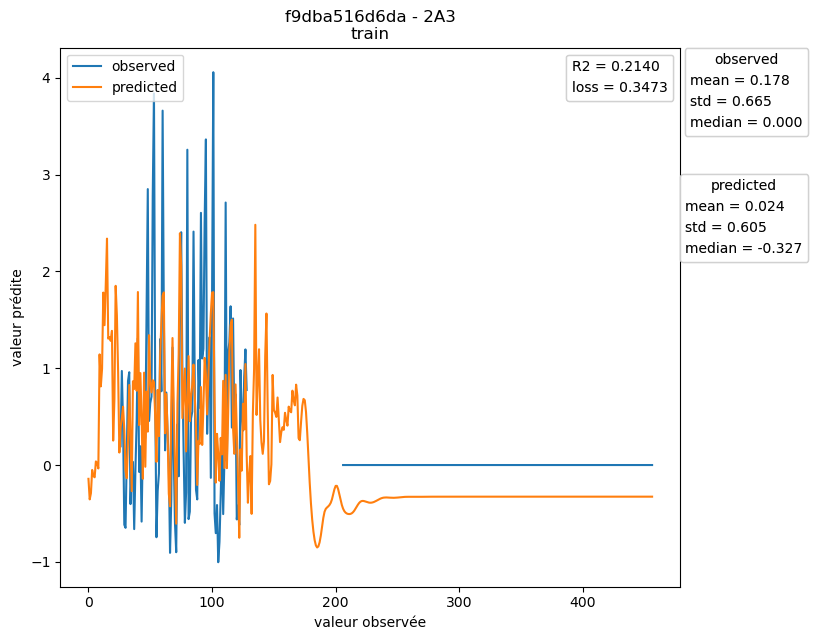 f9dba516d6da - 2A3
train
observed
predicted
R2 = 0.2140
loss = 0.3473
observed
mean = 0.178
std = 0.665
median = 0.000
predicted
mean = 0.024
std = 0.605
median = -0.327
valeur prédite
4
3
2
1
0
−1
0
100
200
300
400
valeur observée